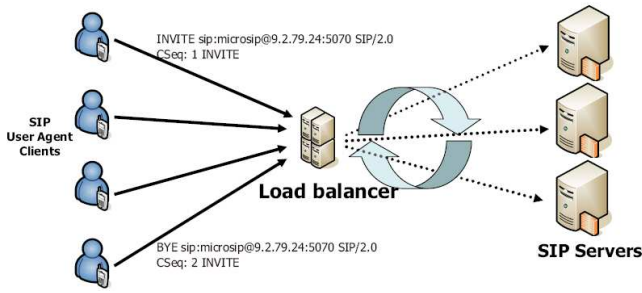 INVITE sip:microsip@9.2.79.24:5070 SIP/2.0
CSeq: 1 INVITE
SIP
User Agent
Clients
Load balancer
BYE sip:microsip@9.2.79.24:5070 SIP/2.0
CSeq: 2 INVITE
SIP Servers